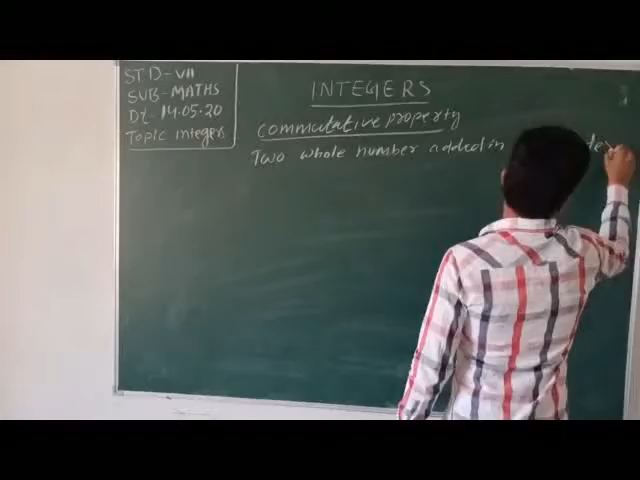 STD-VII
SUB-MATHS
Dt. 14.05.20
Topic integers
INTEGERS
commutative property
Two whole number added in